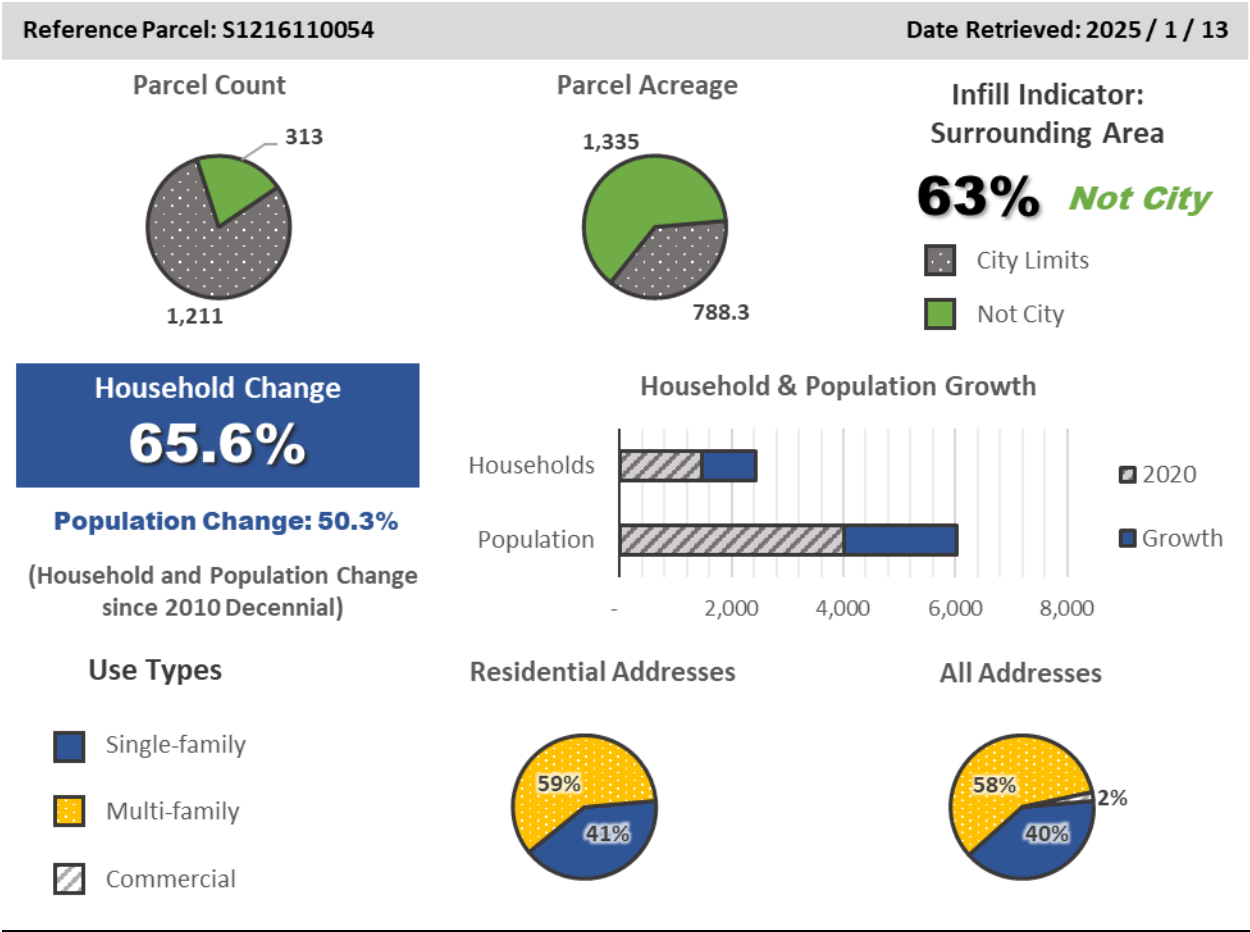 Reference Parcel: S1216110054
Date Retrieved: 2025 / 1 / 13
Parcel Count
313
1,211
Parcel Acreage
1,335
788.3
Infill Indicator:
Surrounding Area
63% Not City
City Limits
Not City
Household Change
65.6%
Population Change: 50.3%
(Household and Population Change
since 2010 Decennial)
Household & Population Growth
Households
Population
-
2,000
4,000
6,000
8,000
2020
Growth
Use Types
Single-family
Multi-family
Commercial
Residential Addresses
59%
41%
All Addresses
58%
2%
40%